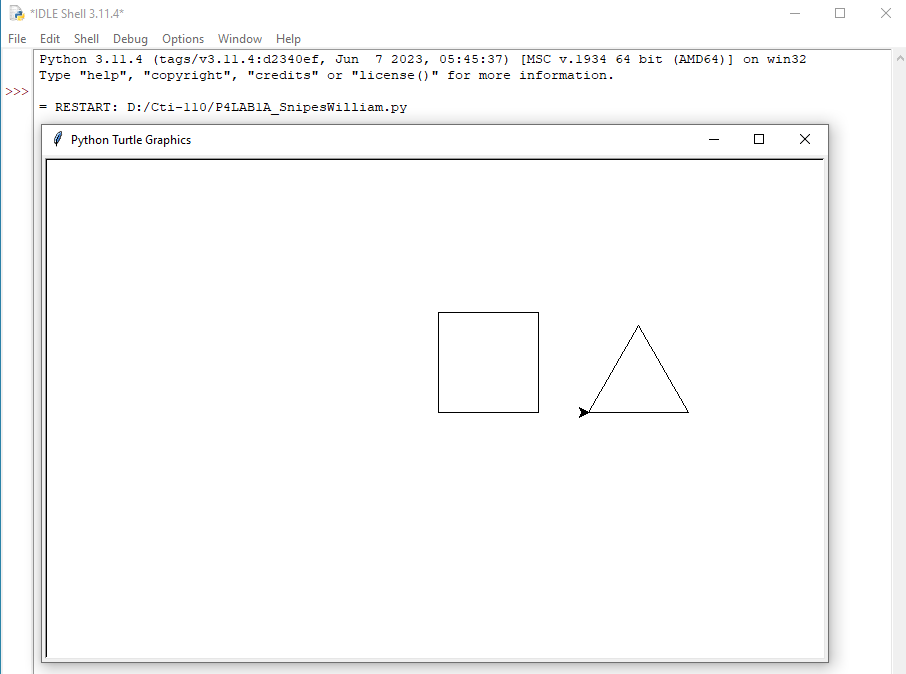 *IDLE Shell 3.11.4*
File Edit Shell Debug Options Window Help
Python 3.11.4 (tags/v3.11.4:d2340ef, Jun  7 2023, 05:45:37) [MSC v.1934 64 bit (AMD64)] on win32
Type "help", "copyright", "credits" or "license()" for more information.
>>>
= RESTART: D:/Cti-110/P4LAB1A_SnipesWilliam.py
Python Turtle Graphics